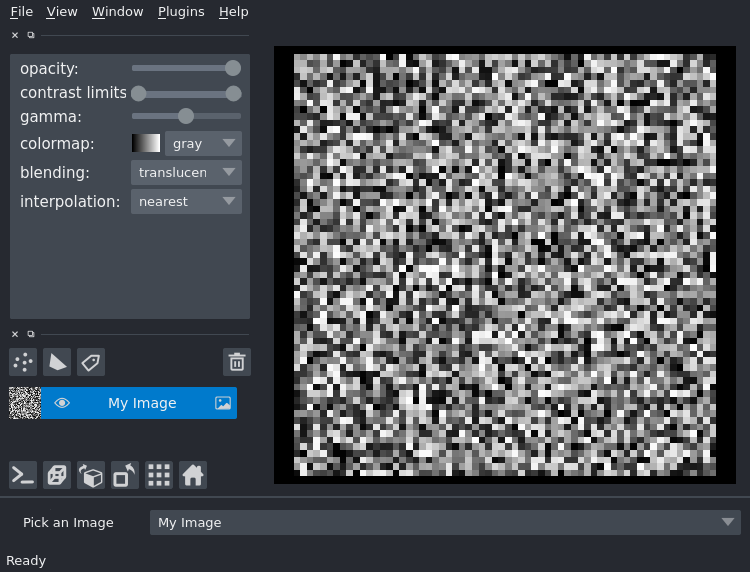 File View Window Plugins Help
opacity:
contrast limits
gamma:
colormap: gray
blending: translucen
interpolation: nearest
My Image
Pick an Image My Image
Ready